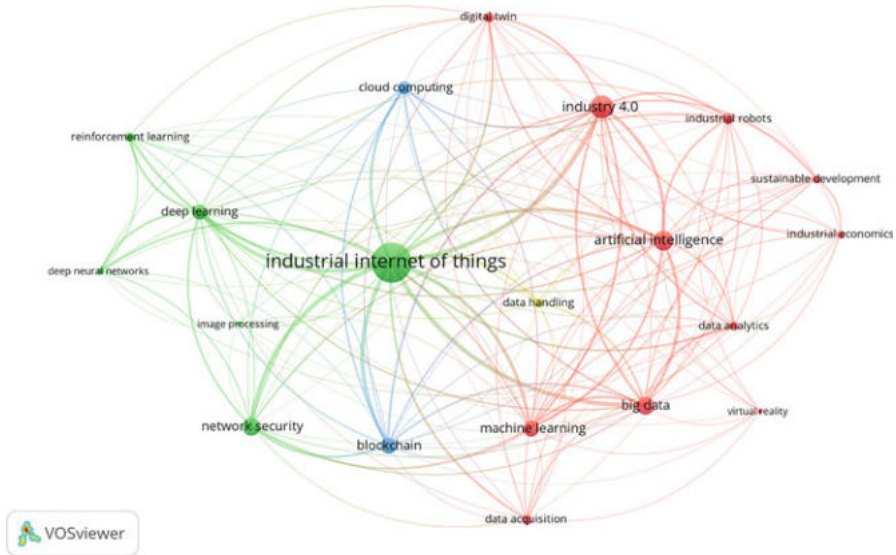 digital twin
cloud computing
industry 4.0
industrial robots
reinforcement learning
sustainable development
deep learning
industrial economics
artificial intelligence
industrial internet of things
deep neural networks
data handling
image processing
data analytics
big data
virtual reality
network security
machine learning
blockchain
data acquisition
VOSviewer